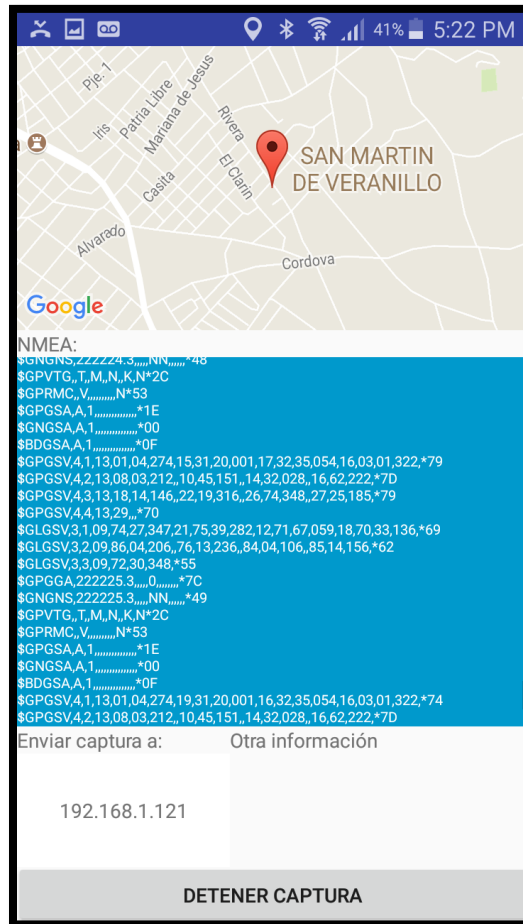 41% 5:22 PM
Pje. 1
Iris
Patria Libre
Mariana de Jesus
Rivera
El Clarin
Casita
Alvarado
SAN MARTIN
DE VERANILLO
Cordova
Google
NMEA:
$GNGNS,222224.3,,,,,NN,,,,,,*48
$GPVTG,,T,,M,,N,,K,N*2C
$GPRMC,,V,,,,,,,,,,N*53
$GPGSA,A,1,,,,,,,,,,,,,,,*1E
$GNGSA,A,1,,,,,,,,,,,,,,,*00
$BDGSA,A,1,,,,,,,,,,,,,,,*0F
$GPGSV,4,1,13,01,04,274,15,31,20,001,17,32,35,054,16,03,01,322,*79
$GPGSV,4,2,13,08,03,212,,10,45,151,,14,32,028,,16,62,222,*7D
$GPGSV,4,3,13,18,14,146,,22,19,316,,26,74,348,,27,25,185,*79
$GPGSV,4,4,13,29,,,*70
$GLGSV,3,1,09,74,27,347,21,75,39,282,12,71,67,059,18,70,33,136,*69
$GLGSV,3,2,09,86,04,206,,76,13,236,,84,04,106,,85,14,156,*62
$GLGSV,3,3,09,72,30,348,*55
$GPGGA,222225.3,,,,,0,,,,,,,,*7C
$GNGNS,222225.3,,,,,NN,,,,,,*49
$GPVTG,,T,,M,,N,,K,N*2C
$GPRMC,,V,,,,,,,,,,N*53
$GPGSA,A,1,,,,,,,,,,,,,,,*1E
$GNGSA,A,1,,,,,,,,,,,,,,,*00
$BDGSA,A,1,,,,,,,,,,,,,,,*0F
$GPGSV,4,1,13,01,04,274,19,31,20,001,16,32,35,054,16,03,01,322,*74
$GPGSV,4,2,13,08,03,212,,10,45,151,,14,32,028,,16,62,222,*7D
Enviar captura a:
Otra información
192.168.1.121
DETENER CAPTURA